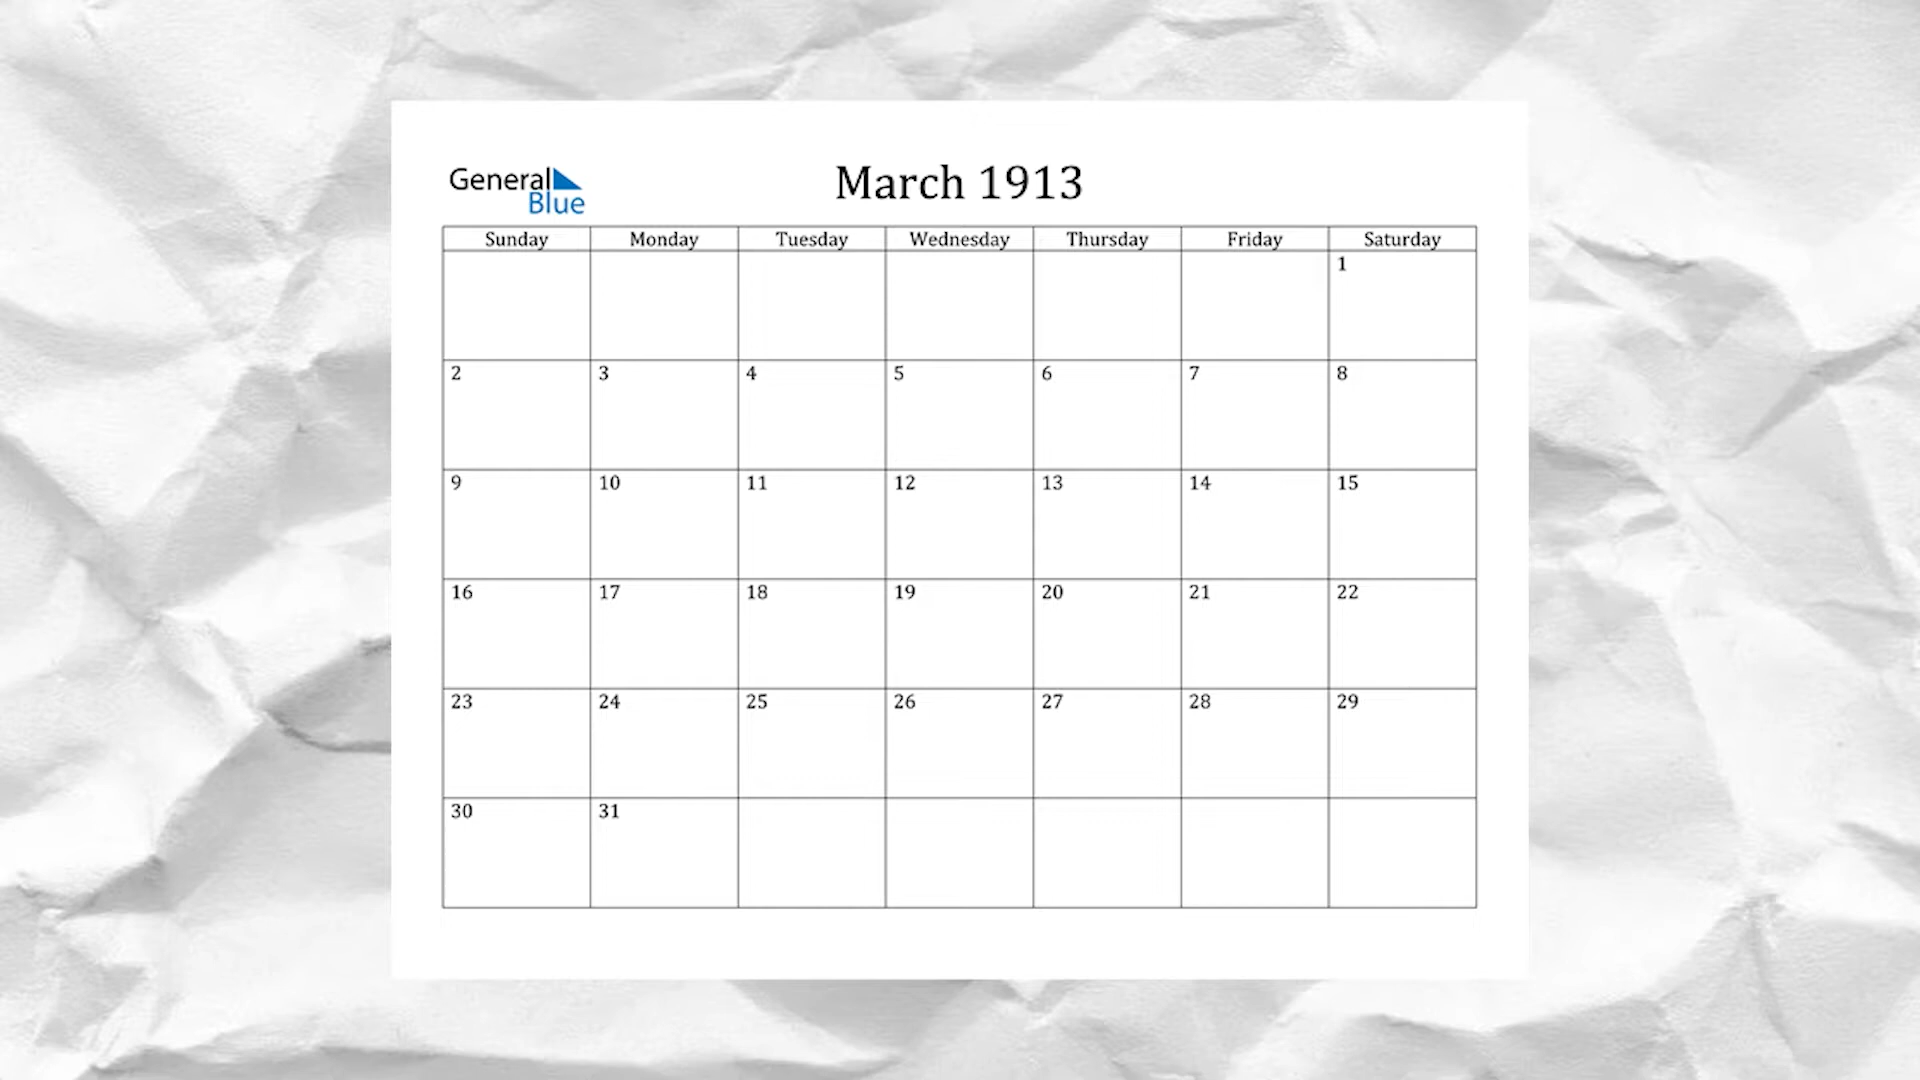 General
Blue
March 1913
Sunday Monday Tuesday Wednesday Thursday Friday Saturday
1
2 3 4 5 6 7 8
9 10 11 12 13 14 15
16 17 18 19 20 21 22
23 24 25 26 27 28 29
30 31